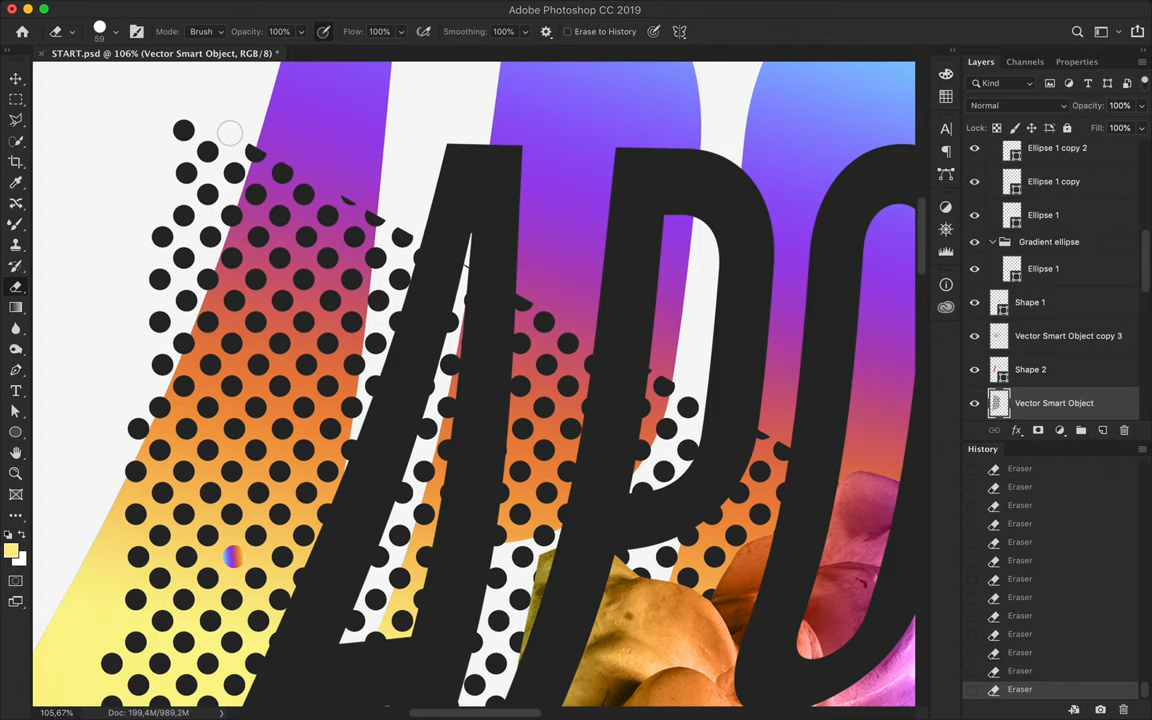 Adobe Photoshop CC 2019
59
Mode: Brush
Opacity: 100%
Flow: 100%
Smoothing: 100%
Erase to History
START.psd @ 106% (Vector Smart Object, RGB/8) *
Layers
Channels
Properties
Kind
Normal
Opacity: 100%
Lock:
Fill: 100%
Ellipse 1 copy 2
Ellipse 1 copy
Ellipse 1
Gradient ellipse
Ellipse 1
Shape 1
Vector Smart Object copy 3
Shape 2
Vector Smart Object
fx
History
Eraser
Eraser
Eraser
Eraser
Eraser
Eraser
Eraser
Eraser
Eraser
Eraser
Eraser
Eraser
Eraser
105,67%
Doc: 199,4M/989,2M